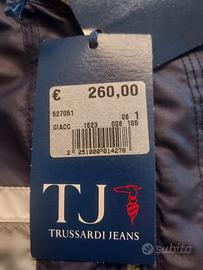 € 260,00
527051 06 1
GIACC 1623 008 105
2 251000 014278
TJ
TRUSSARDI JEANS
subito